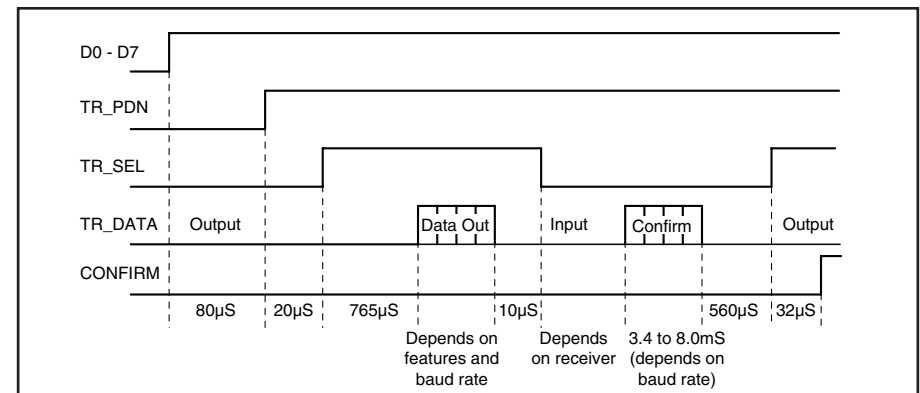 D0 - D7
TR_PDN
TR_SEL
TR_DATA Output Data Out Input Confirm Output
CONFIRM
80µS 20µS 765µS 10µS 560µS 32µS
Depends on
features and
baud rate
Depends
on receiver
3.4 to 8.0mS
(depends on
baud rate)